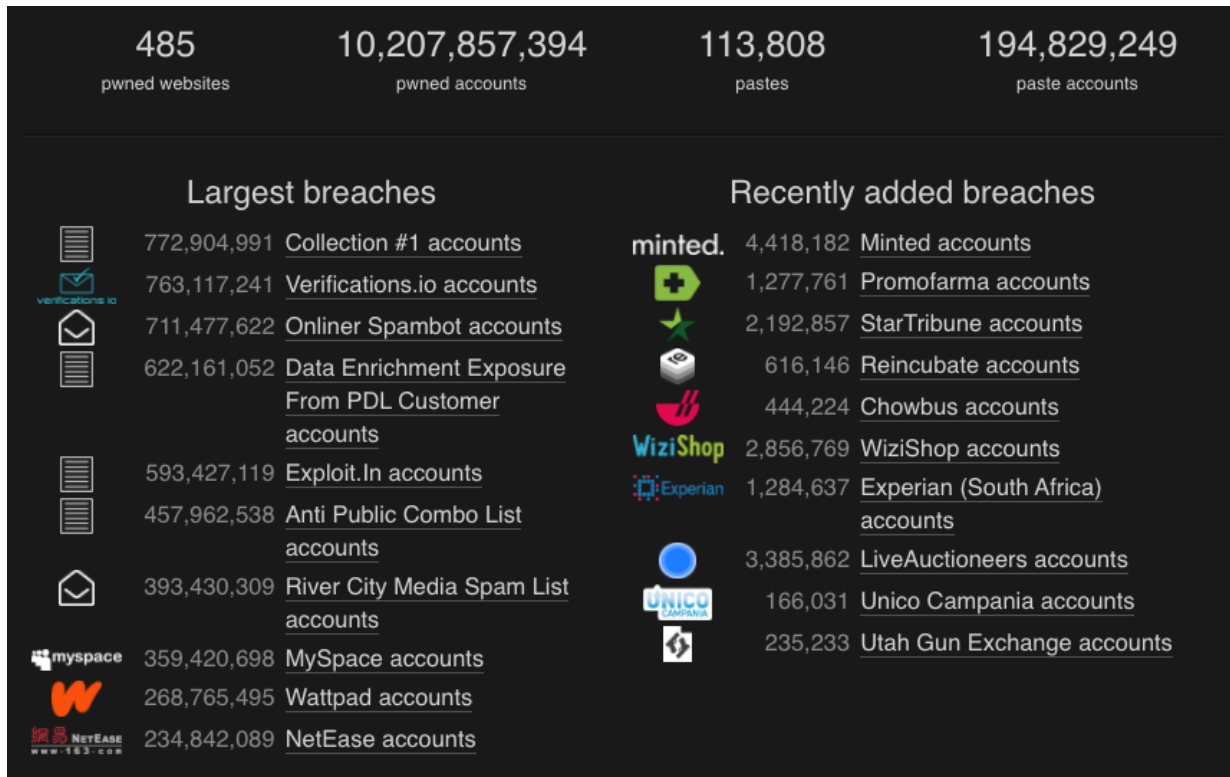 485
pwned websites
10,207,857,394
pwned accounts
113,808
pastes
194,829,249
paste accounts
Largest breaches
772,904,991 Collection #1 accounts
verifications io
763,117,241 Verifications.io accounts
711,477,622 Onliner Spambot accounts
622,161,052 Data Enrichment Exposure
From PDL Customer
accounts
593,427,119 Exploit.In accounts
457,962,538 Anti Public Combo List
accounts
393,430,309 River City Media Spam List
accounts
myspace 359,420,698 MySpace accounts
268,765,495 Wattpad accounts
網易 NETEASE
www.163.com
234,842,089 NetEase accounts
Recently added breaches
minted. 4,418,182 Minted accounts
1,277,761 Promofarma accounts
2,192,857 StarTribune accounts
616,146 Reincubate accounts
444,224 Chowbus accounts
WiziShop 2,856,769 WiziShop accounts
Experian 1,284,637 Experian (South Africa)
accounts
3,385,862 LiveAuctioneers accounts
UNICO
CAMPANIA
166,031 Unico Campania accounts
235,233 Utah Gun Exchange accounts